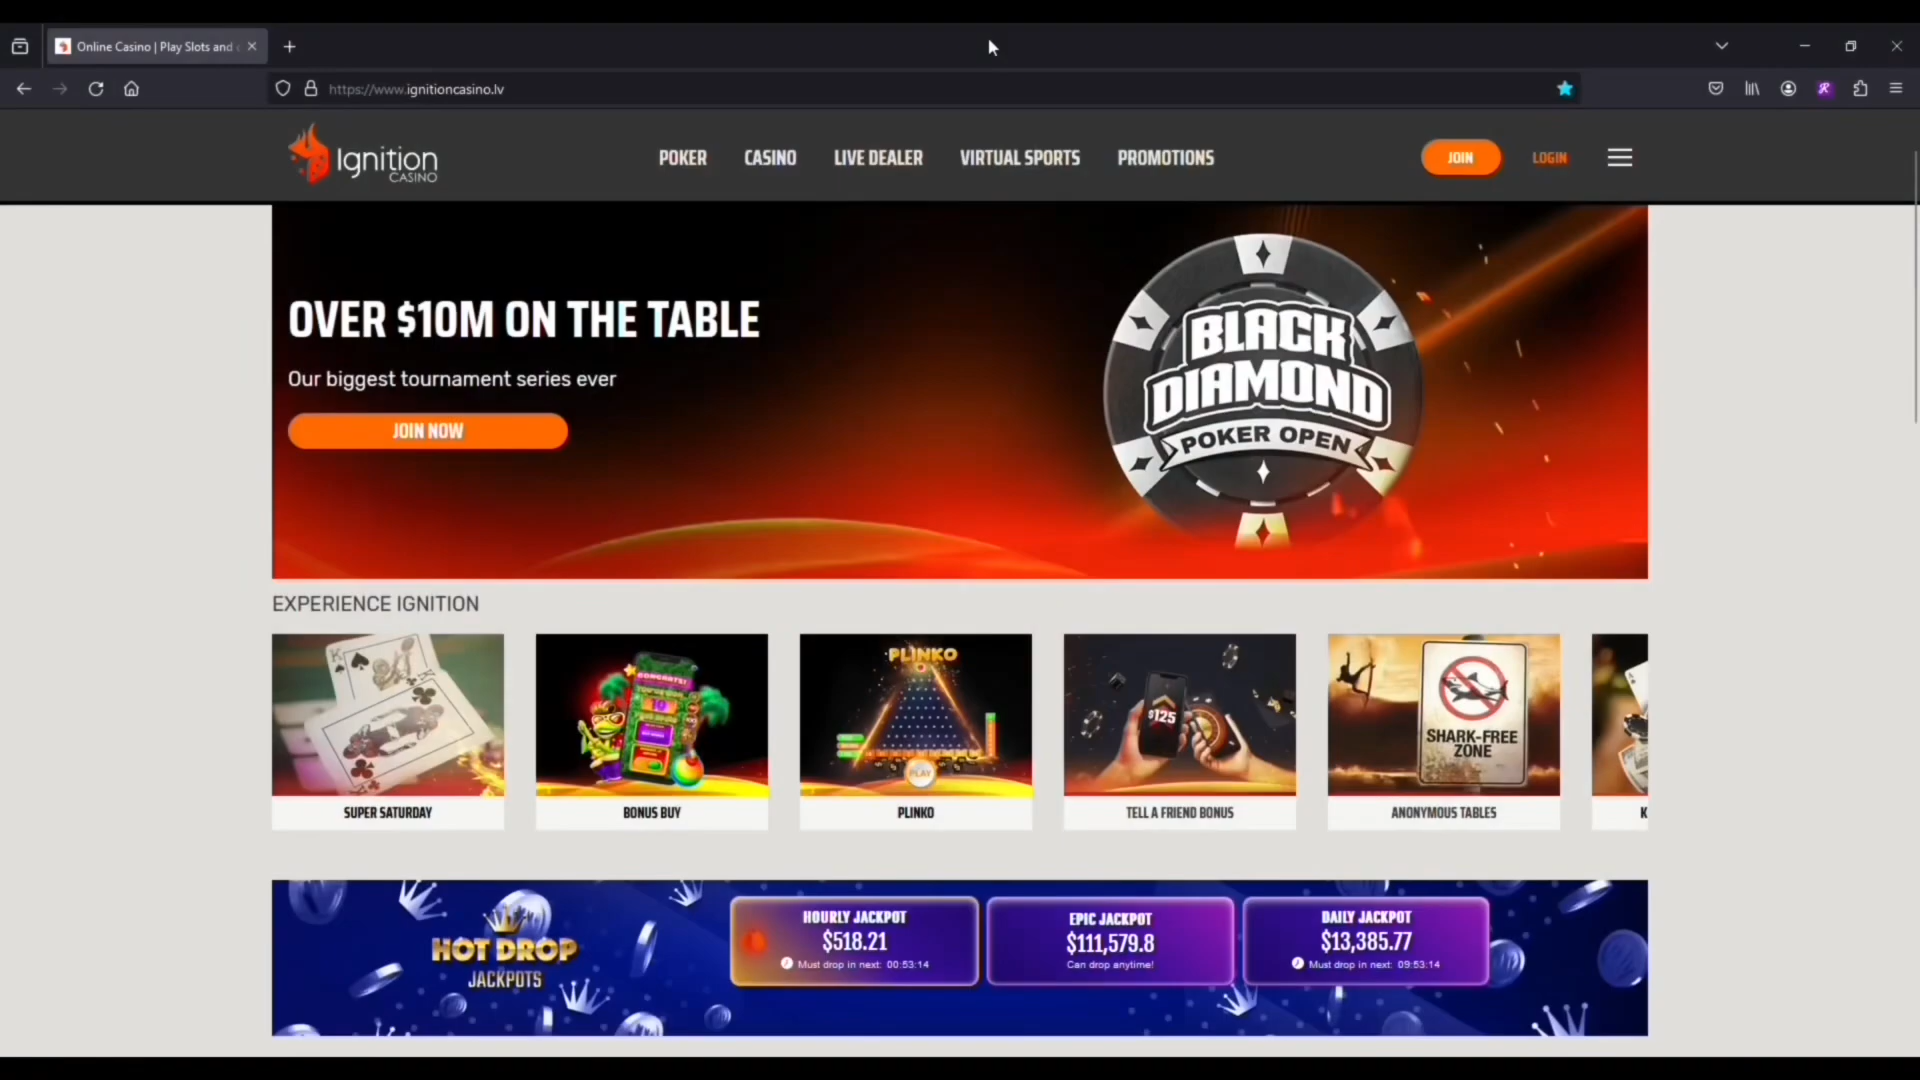 Online Casino | Play Slots and
https://www.ignitioncasino.lv
Ignition
CASINO
POKER
CASINO
LIVE DEALER
VIRTUAL SPORTS
PROMOTIONS
JOIN
LOGIN
OVER $10M ON THE TABLE
Our biggest tournament series ever
JOIN NOW
BLACK
DIAMOND
POKER OPEN
EXPERIENCE IGNITION
K
CONGRATS!
10
PLINKO
PLAY
$125
SHARK-FREE
ZONE
SUPER SATURDAY
BONUS BUY
PLINKO
TELL A FRIEND BONUS
ANONYMOUS TABLES
K
HOT DROP
JACKPOTS
HOURLY JACKPOT
$518.21
Must drop in next: 00:53:14
EPIC JACKPOT
$111,579.8
Can drop anytime!
DAILY JACKPOT
$13,385.77
Must drop in next: 09:53:14